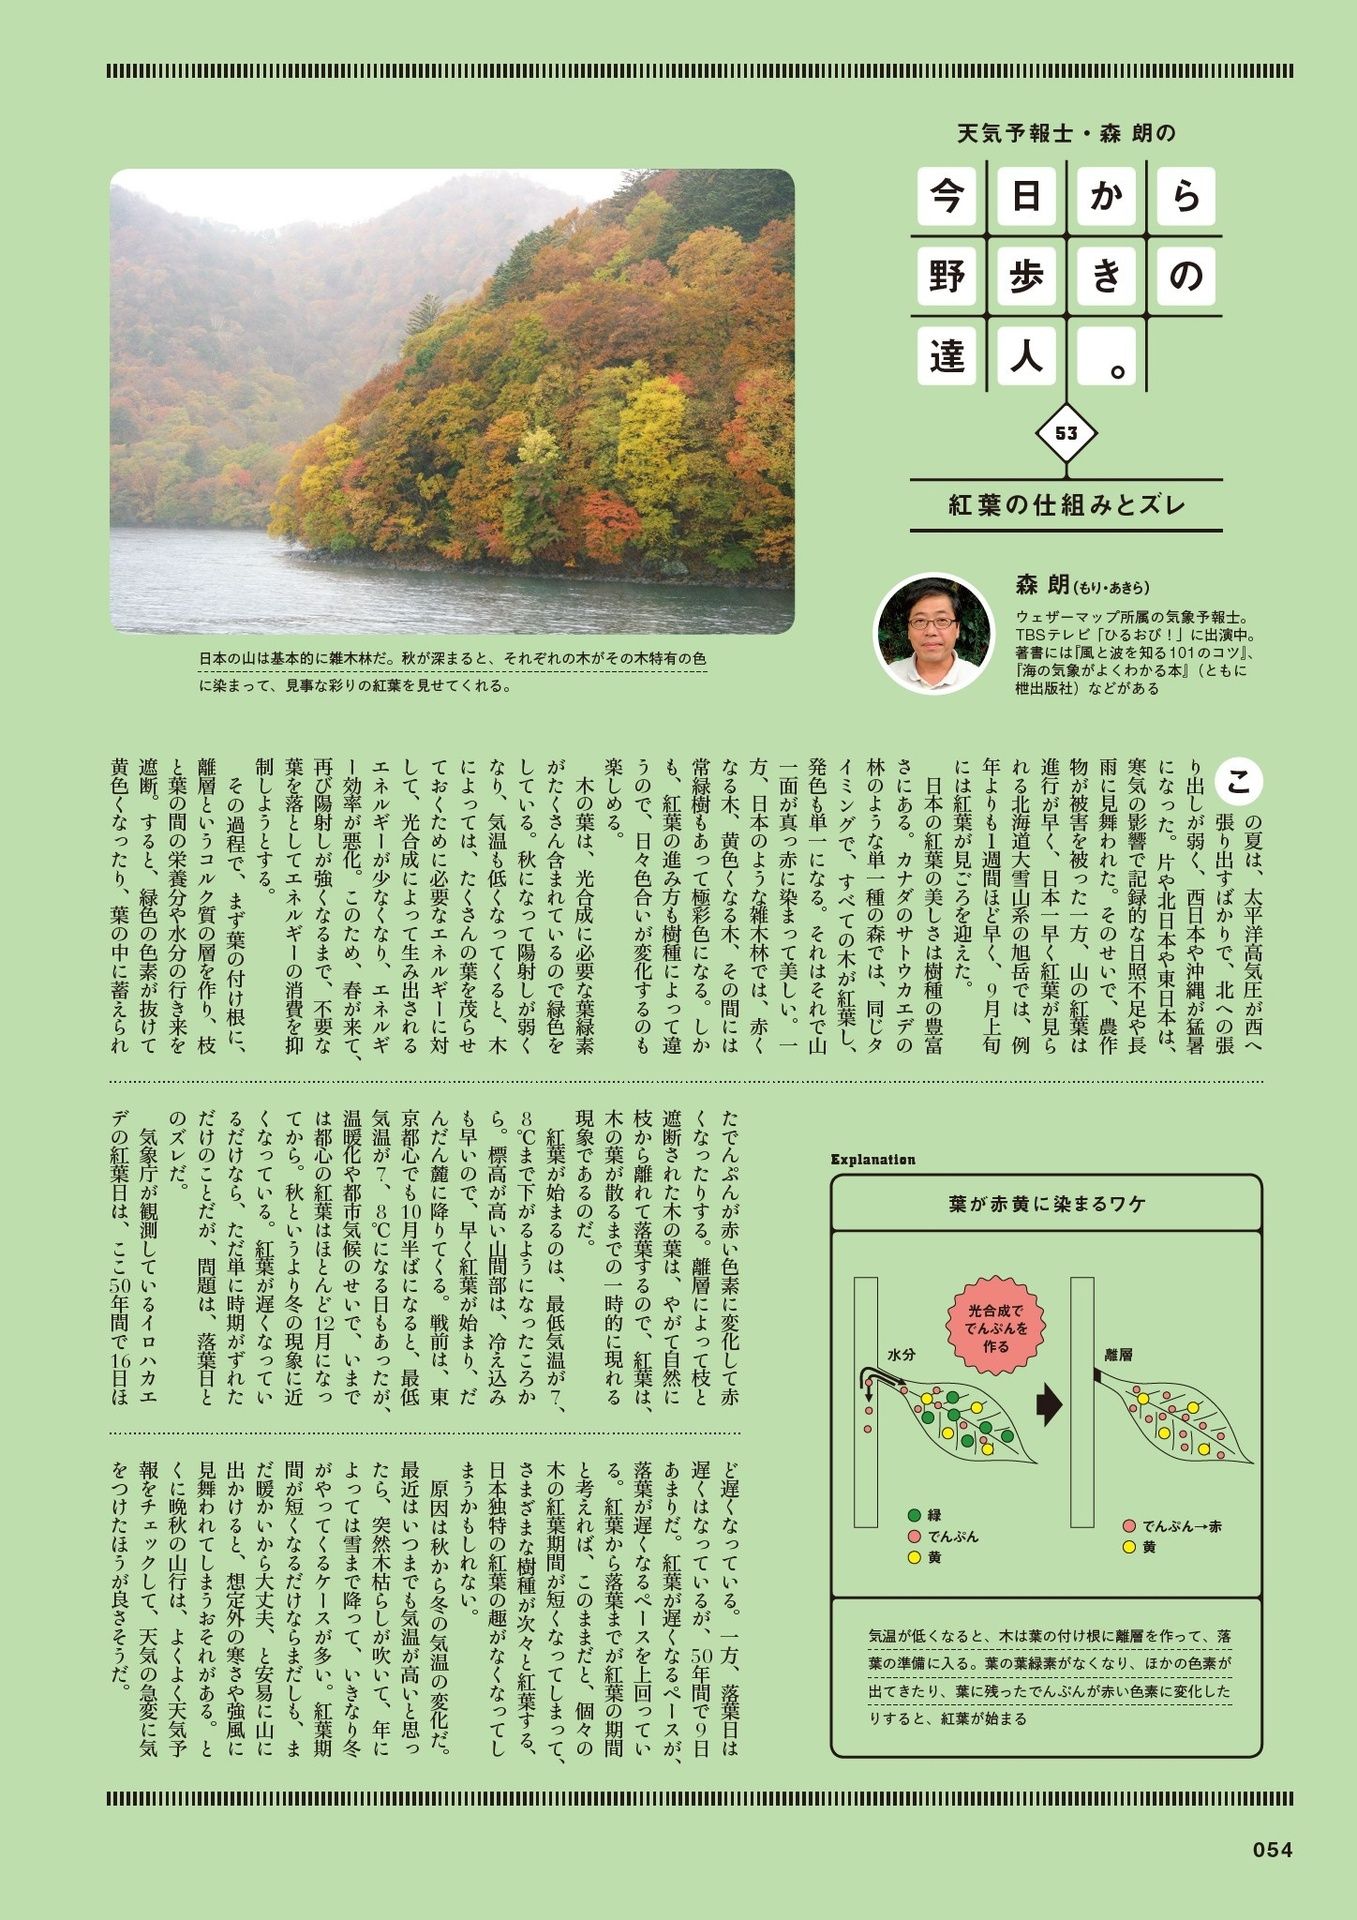 天気予報士・森 朗の
今日から
野歩きの
達人。
53
紅葉の仕組みとズレ
森 朗(もり・あきら)
ウェザーマップ所属の気象予報士。
TBSテレビ「ひるおび!」に出演中。
著書には『風と波を知る101のコツ』、
『海の気象がよくわかる本』(ともに
枻出版社)などがある
日本の山は基本的に雑木林だ。秋が深まると、それぞれの木がその木特有の色
に染まって、見事な彩りの紅葉を見せてくれる。
この夏は、太平洋高気圧が西へ
張り出すばかりで、北への張
り出しが弱く、西日本や沖縄が猛暑
になった。片や北日本や東日本は、
寒気の影響で記録的な日照不足や長
雨に見舞われた。そのせいで、農作
物が被害を被った一方、山の紅葉は
進行が早く、日本一早く紅葉が見ら
れる北海道大雪山系の旭岳では、例
年よりも1週間ほど早く、9月上旬
には紅葉が見ごろを迎えた。
日本の紅葉の美しさは樹種の豊富
さにある。カナダのサトウカエデの
林のような単一種の森では、同じタ
イミングで、すべての木が紅葉し、
発色も単一になる。それはそれで山
一面が真っ赤に染まって美しい。一
方、日本のような雑木林では、赤く
なる木、黄色くなる木、その間には
常緑樹もあって極彩色になる。しか
も、紅葉の進み方も樹種によって違
うので、日々色合いが変化するのも
楽しめる。
木の葉は、光合成に必要な葉緑素
がたくさん含まれているので緑色を
している。秋になって陽射しが弱く
なり、気温も低くなってくると、木
によっては、たくさんの葉を茂らせ
ておくために必要なエネルギーに対
して、光合成によって生み出される
エネルギーが少なくなり、エネルギ
ー効率が悪化。このため、春が来て、
再び陽射しが強くなるまで、不要な
葉を落としてエネルギーの消費を抑
制しようとする。
その過程で、まず葉の付け根に、
離層というコルク質の層を作り、枝
と葉の間の栄養分や水分の行き来を
遮断。すると、緑色の色素が抜けて
黄色くなったり、葉の中に蓄えられ
たでんぷんが赤い色素に変化して赤
くなったりする。離層によって枝と
遮断された木の葉は、やがて自然に
枝から離れて落葉するので、紅葉は、
木の葉が散るまでの一時的に現れる
現象であるのだ。
紅葉が始まるのは、最低気温が7、
8℃まで下がるようになったころか
ら。標高が高い山間部は、冷え込み
も早いので、早く紅葉が始まり、だ
んだん麓に降りてくる。戦前は、東
京都心でも10月半ばになると、最低
気温が7、8℃になる日もあったが、
温暖化や都市気候のせいで、いまで
は都心の紅葉はほとんど12月になっ
てから。秋というより冬の現象に近
くなっている。紅葉が遅くなってい
るだけなら、ただ単に時期がずれた
だけのことだが、問題は、落葉日と
のズレだ。
気象庁が観測しているイロハカエ
デの紅葉日は、ここ50年間で16日ほ
ど遅くなっている。一方、落葉日は
遅くはなっているが、50年間で9日
あまりだ。紅葉が遅くなるペースが、
落葉が遅くなるペースを上回ってい
る。紅葉から落葉までが紅葉の期間
と考えれば、このままだと、個々の
木の紅葉期間が短くなってしまって、
さまざまな樹種が次々と紅葉する、
日本独特の紅葉の趣がなくなってし
まうかもしれない。
原因は秋から冬の気温の変化だ。
最近はいつまでも気温が高いと思っ
たら、突然木枯らしが吹いて、年に
よっては雪まで降って、いきなり冬
がやってくるケースが多い。紅葉期
間が短くなるだけならまだしも、ま
だ暖かいから大丈夫、と安易に山に
出かけると、想定外の寒さや強風に
見舞われてしまうおそれがある。と
くに晩秋の山行は、よくよく天気予
報をチェックして、天気の急変に気
をつけたほうが良さそうだ。
Explanation
葉が赤黄に染まるワケ
光合成で
でんぷんを
作る
水分
離層
緑
でんぷん
黄
でんぷん→赤
黄
気温が低くなると、木は葉の付け根に離層を作って、落
葉の準備に入る。葉の葉緑素がなくなり、ほかの色素が
出てきたり、葉に残ったでんぷんが赤い色素に変化した
りすると、紅葉が始まる
054